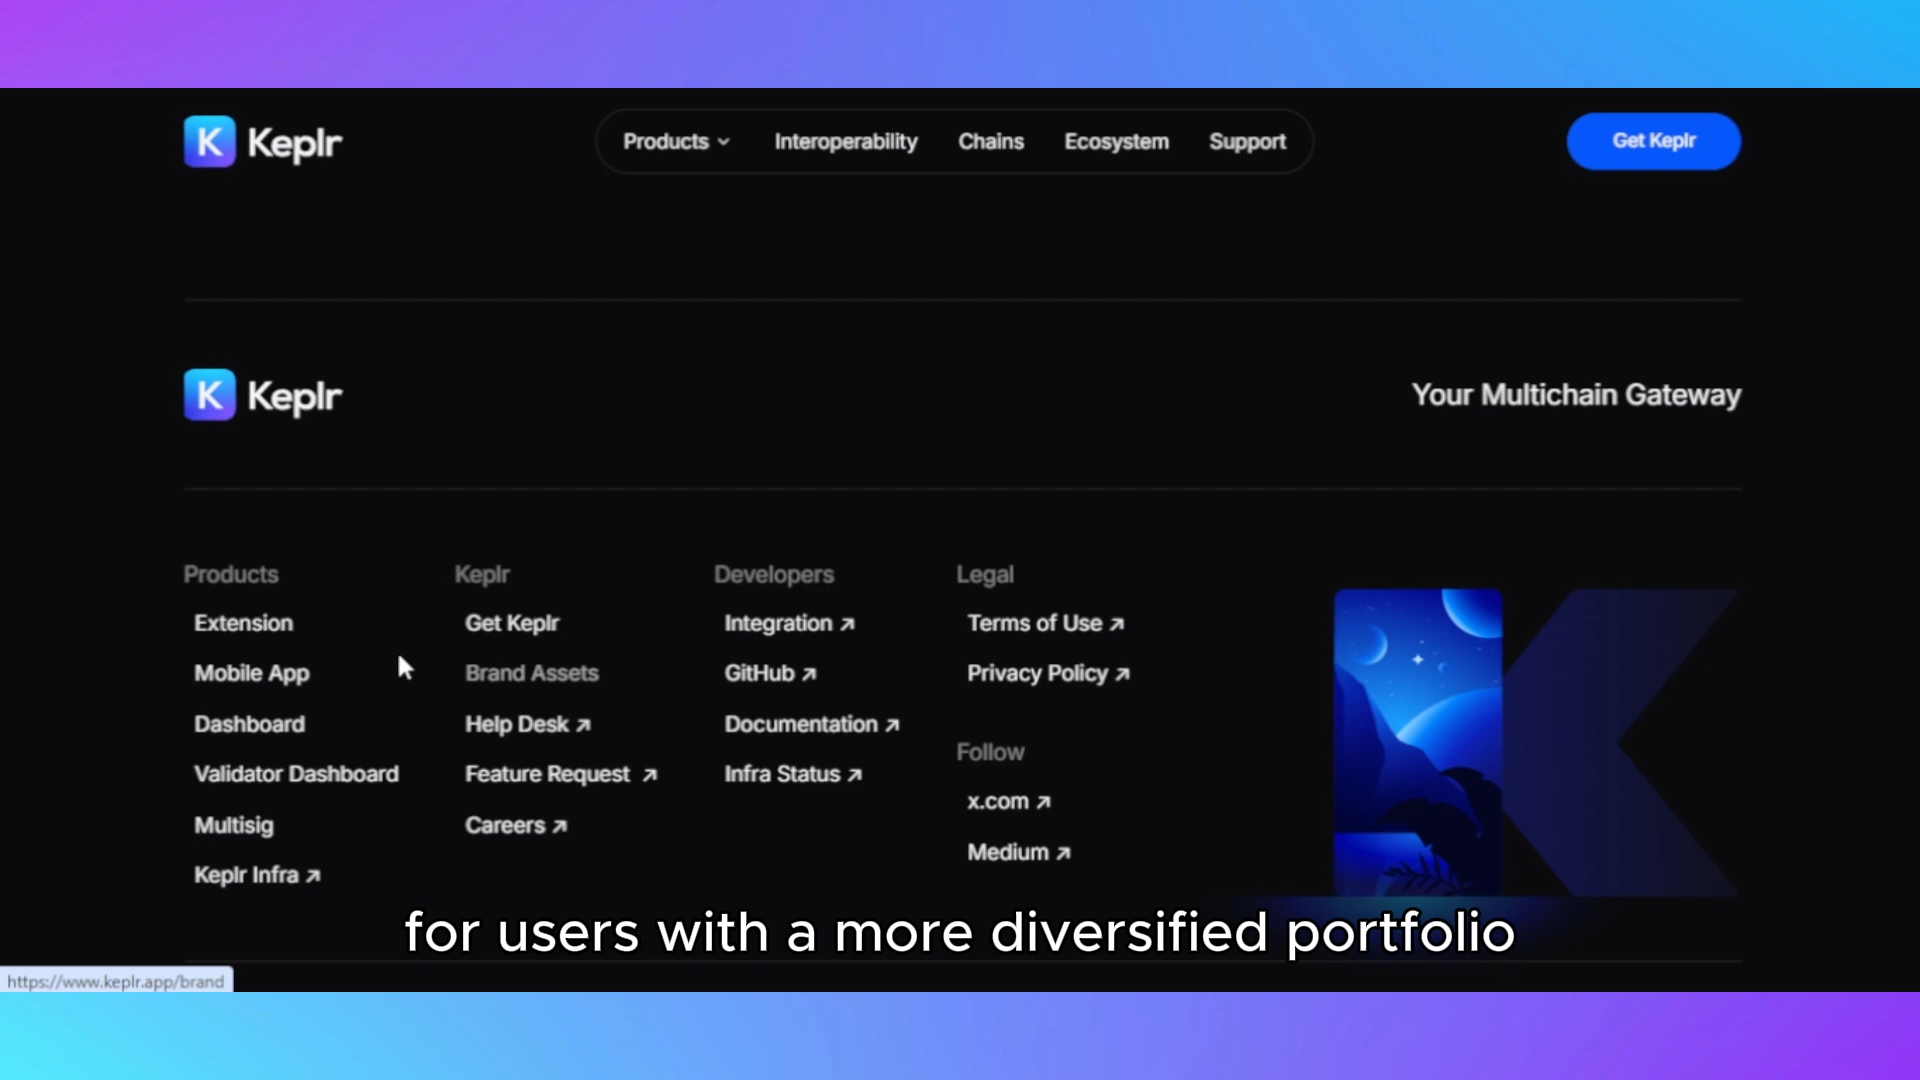 K Keplr
Products Interoperability Chains Ecosystem Support
Get Keplr
K Keplr
Your Multichain Gateway
Products
Extension
Mobile App
Dashboard
Validator Dashboard
Multisig
Keplr Infra ↗
Keplr
Get Keplr
Brand Assets
Help Desk ↗
Feature Request ↗
Careers ↗
Developers
Integration ↗
GitHub ↗
Documentation ↗
Infra Status ↗
Legal
Terms of Use ↗
Privacy Policy ↗
Follow
x.com ↗
Medium ↗
for users with a more diversified portfolio
https://www.keplr.app/brand